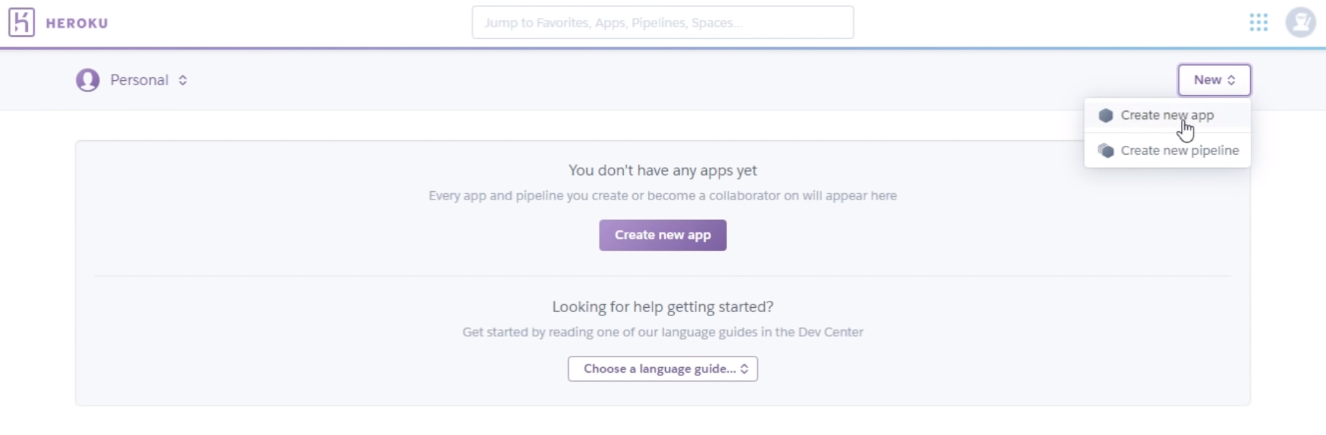 HEROKU
Jump to Favorites, Apps, Pipelines, Spaces...
Personal
New
Create new app
Create new pipeline
You don't have any apps yet
Every app and pipeline you create or become a collaborator on will appear here
Create new app
Looking for help getting started?
Get started by reading one of our language guides in the Dev Center
Choose a language guide...